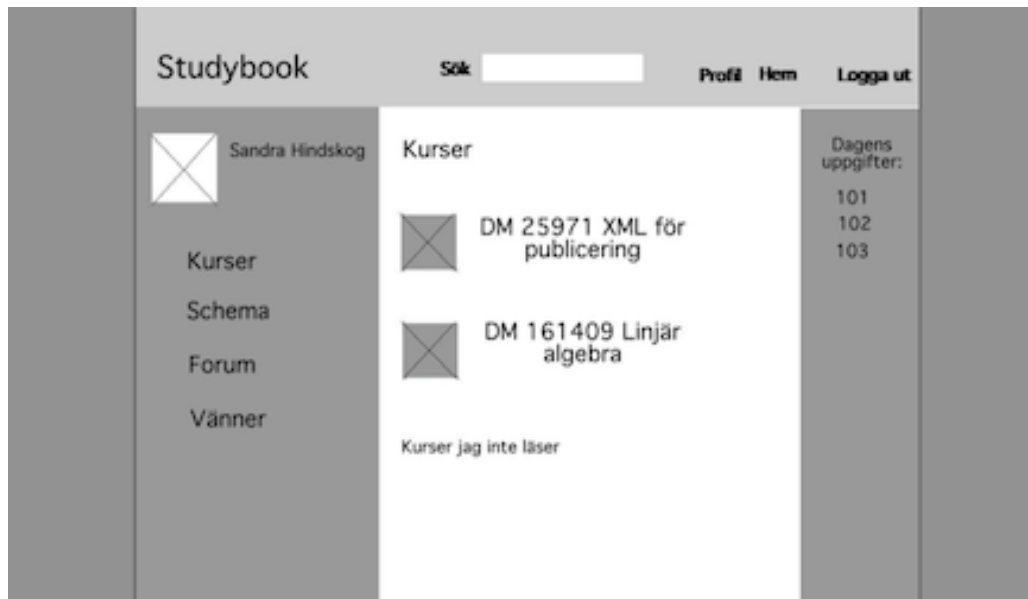 Studybook
Sök
Profil Hem Logga ut
Sandra Hindskog
Kurser
Schema
Forum
Vänner
Kurser
DM 25971 XML för
publicering
DM 161409 Linjär
algebra
Kurser jag inte läser
Dagens
uppgifter:
101
102
103